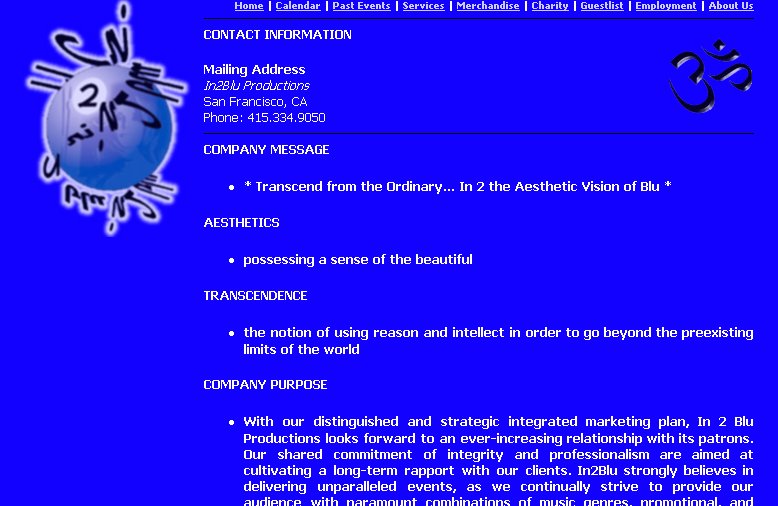 Home | Calendar | Past Events | Services | Merchandise | Charity | Guestlist | Employment | About Us
CONTACT INFORMATION
Mailing Address
In2Blu Productions
San Francisco, CA
Phone: 415.334.9050
COMPANY MESSAGE
* Transcend from the Ordinary... In 2 the Aesthetic Vision of Blu *
AESTHETICS
possessing a sense of the beautiful
TRANSCENDENCE
the notion of using reason and intellect in order to go beyond the preexisting
limits of the world
COMPANY PURPOSE
With our distinguished and strategic integrated marketing plan, In 2 Blu
Productions looks forward to an ever-increasing relationship with its patrons.
Our shared commitment of integrity and professionalism are aimed at
cultivating a long-term rapport with our clients. In2Blu strongly believes in
delivering unparalleled events, as we continually strive to provide our
audience with paramount combinations of music genres, promotional, and
2
ॐ